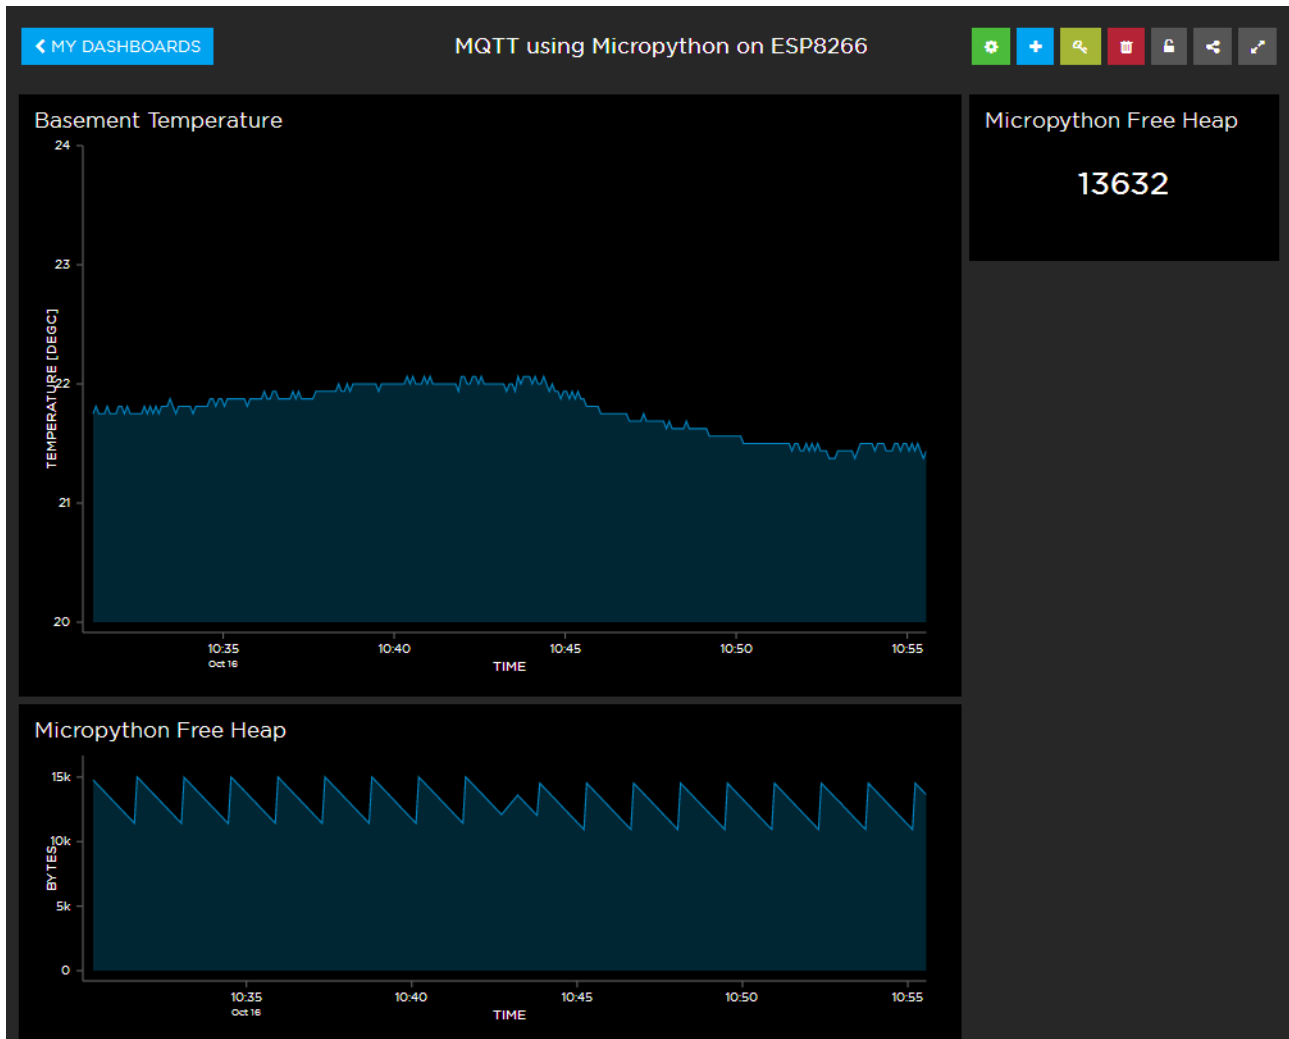 MY DASHBOARDS
MQTT using Micropython on ESP8266
Basement Temperature
24
23
22
21
20
TEMPERATURE [DEGC]
10:35
Oct 16
10:40
10:45
10:50
10:55
TIME
Micropython Free Heap
13632
Micropython Free Heap
15k
10k
5k
0
BYTES
10:35
Oct 16
10:40
10:45
10:50
10:55
TIME